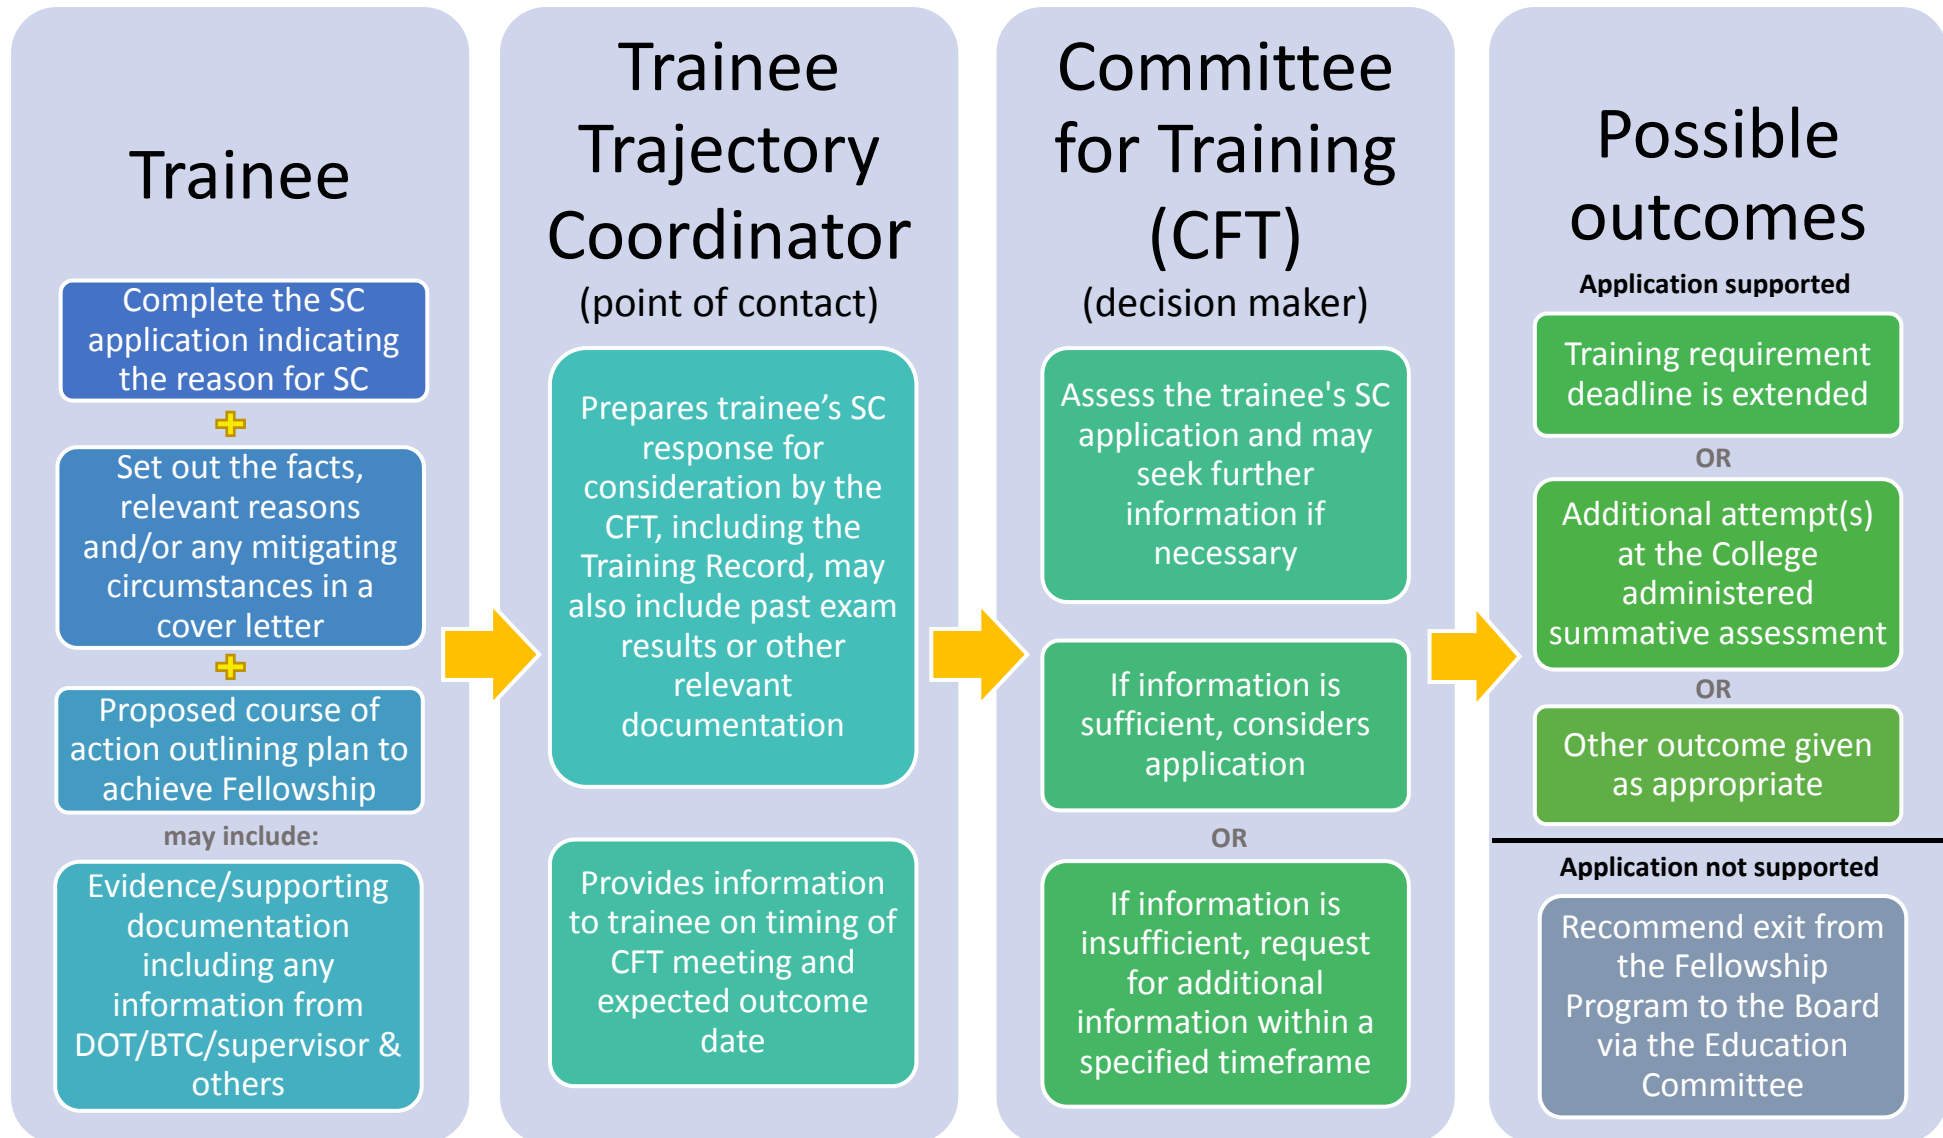 Trainee
Complete the SC
application indicating
the reason for SC
Set out the facts,
relevant reasons
and/or any mitigating
circumstances in a
cover letter
Proposed course of
action outlining plan to
achieve Fellowship
may include:
Evidence/supporting
documentation
including any
information from
DOT/BTC/supervisor &
others
Trainee
Trajectory
Coordinator
(point of contact)
Prepares trainee’s SC
response for
consideration by the
CFT, including the
Training Record, may
also include past exam
results or other
relevant
documentation
Provides information
to trainee on timing of
CFT meeting and
expected outcome
date
Committee
for Training
(CFT)
(decision maker)
Assess the trainee's SC
application and may
seek further
information if
necessary
If information is
sufficient, considers
application
OR
If information is
insufficient, request
for additional
information within a
specified timeframe
Possible
outcomes
Application supported
Training requirement
deadline is extended
OR
Additional attempt(s)
at the College
administered
summative assessment
OR
Other outcome given
as appropriate
Application not supported
Recommend exit from
the Fellowship
Program to the Board
via the Education
Committee